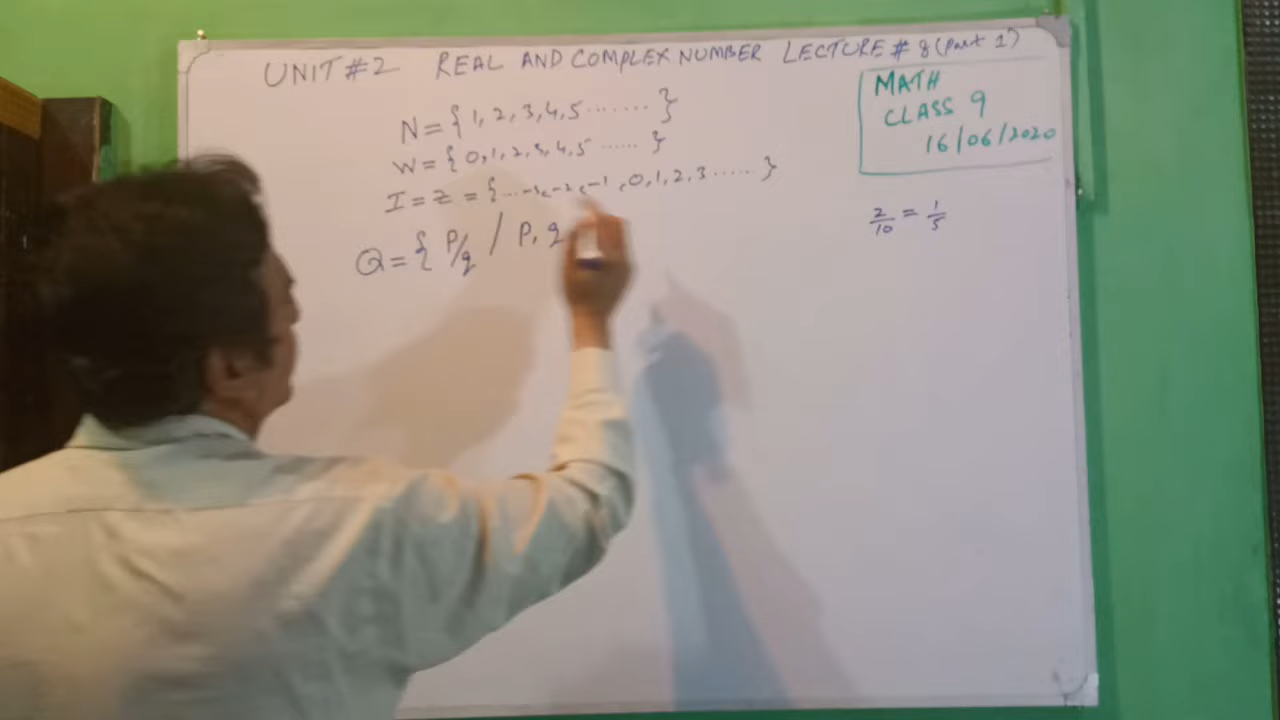 UNIT #2 REAL AND COMPLEX NUMBER LECTURE # 8 (Part 1)
MATH
CLASS 9
16/06/2020
N = { 1, 2, 3, 4, 5 ....... }
W = { 0, 1, 2, 3, 4, 5 ...... }
I = Z = { ... -3, -2, -1, 0, 1, 2, 3 ..... }
Q = { P/q / P, q
2/10 = 1/5